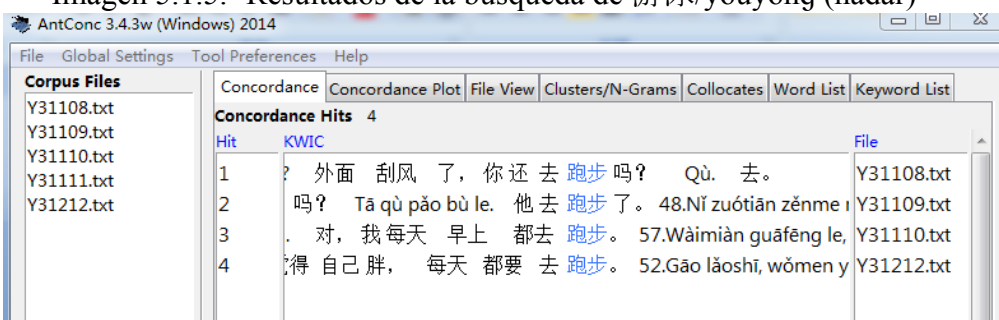 Imagen 5.1.5. Resultados de la búsqueda de 游泳/yóuyǒng (nadar)
AntConc 3.4.3w (Windows) 2014
File Global Settings Tool Preferences Help
Corpus Files
Y31108.txt
Y31109.txt
Y31110.txt
Y31111.txt
Y31212.txt
Concordance Concordance Plot File View Clusters/N-Grams Collocates Word List Keyword List
Concordance Hits 4
Hit KWIC File
1 ? 外面 刮风 了, 你 还 去 跑步 吗? Qù. 去。 Y31108.txt
2 吗? Tā qù pǎo bù le. 他 去 跑步 了。 48.Nǐ zuótiān zěnme Y31109.txt
3 . 对, 我 每天 早上 都去 跑步。 57.Wàimiàn guāfēng le, Y31110.txt
4 得 自己 胖, 每天 都要 去 跑步。 52.Gāo lǎoshī, wǒmen y Y31212.txt